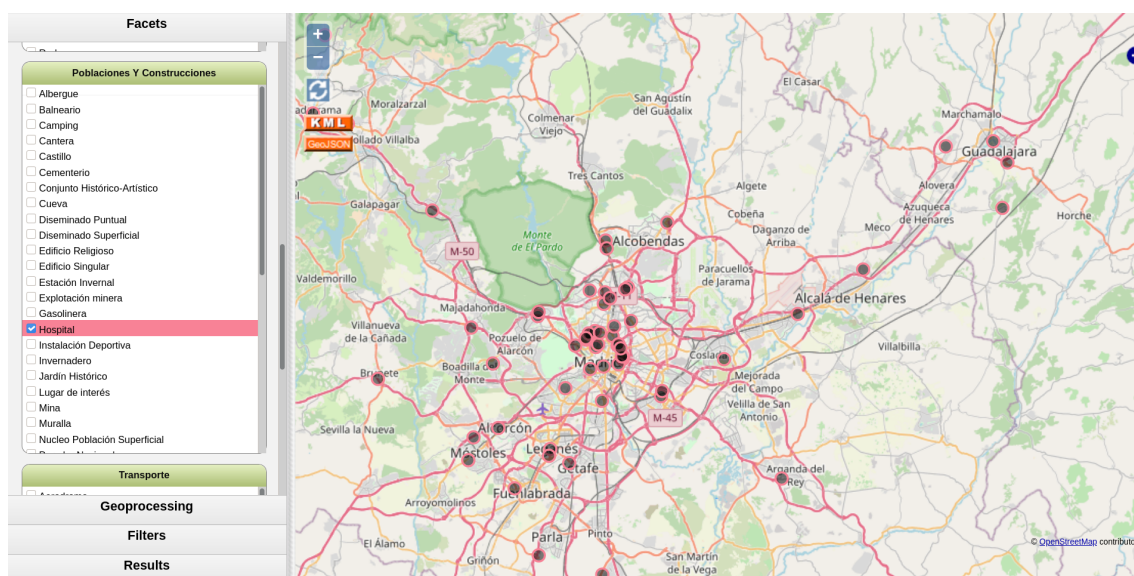 Facets
Poblaciones Y Construcciones
Albergue
Balneario
Camping
Cantera
Castillo
Cementerio
Conjunto Histórico-Artístico
Cueva
Diseminado Puntual
Diseminado Superficial
Edificio Religioso
Edificio Singular
Estación Invernal
Explotación minera
Gasolinera
Hospital
Instalación Deportiva
Invernadero
Jardín Histórico
Lugar de interés
Mina
Muralla
Nucleo Población Superficial
Transporte
Geoprocessing
Filters
Results
+
−
KML
GeoJSON
Moralzarzal
ollado Villalba
Colmenar
Viejo
San Agustín
del Guadalix
El Casar
Marchamalo
Guadalajara
Tres Cantos
Galapagar
Algete
Alovera
Azuqueca
de Henares
Cobeña
Horche
Monte
de El Pardo
Alcobendas
Daganzo de
Arriba
Meco
M-50
Paracuellos
de Jarama
Valdemorillo
Alcalá de Henares
Majadahonda
Villanueva
de la Cañada
Pozuelo de
Alarcón
Villalbilla
Madrid
Coslada
Brunete
Boadilla del
Monte
Mejorada
del Campo
Velilla de San
Antonio
M-45
Sevilla la Nueva
Alcorcón
Móstoles
Leganés
Getafe
Arganda del
Rey
Fuenlabrada
Arroyomolinos
Parla
Pinto
El Álamo
Griñón
San Martín
de la Vega
© OpenStreetMap contributo